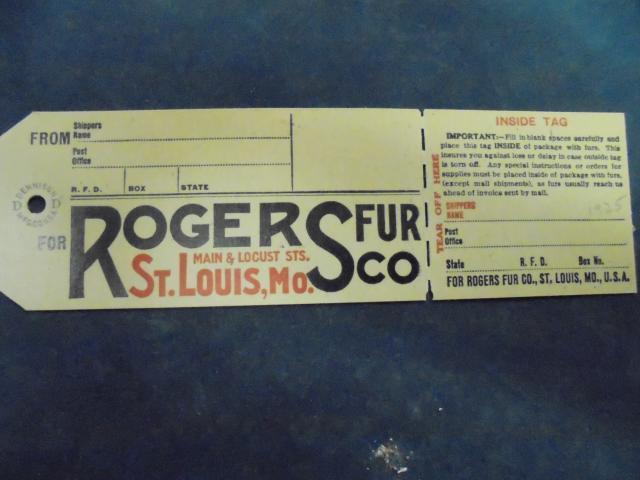 FROM
Shippers
Name
Post
Office
R. F. D. BOX STATE
DENNISON
D D
FOR
ROGERS FUR CO
MAIN & LOCUST STS.
ST. LOUIS, MO.
TEAR OFF HERE
INSIDE TAG
IMPORTANT:—Fill in blank spaces carefully and
place this tag INSIDE of package with furs. This
insures you against loss or delay in case outside tag
is torn off. Any special instructions or orders for
supplies must be placed inside of package with furs,
(except mail shipments), as furs usually reach us
ahead of invoice sent by mail.
SHIPPERS
NAME
1925
Post
Office
State R. F. D. Box No.
FOR ROGERS FUR CO., ST. LOUIS, MO., U. S. A.